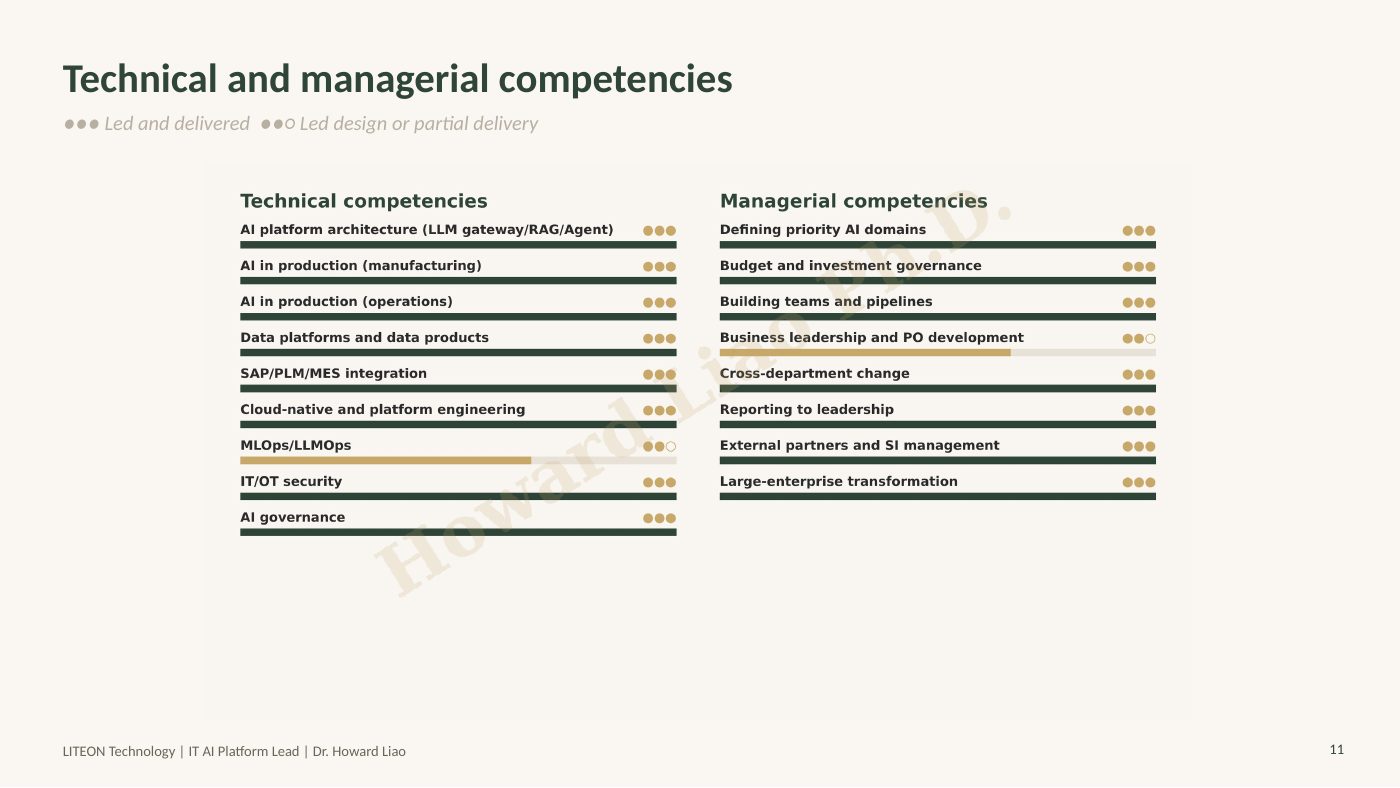 Technical and managerial competencies
●●● Led and delivered ●●○ Led design or partial delivery
Technical competencies
AI platform architecture (LLM gateway/RAG/Agent) ●●●
AI in production (manufacturing) ●●●
AI in production (operations) ●●●
Data platforms and data products ●●●
SAP/PLM/MES integration ●●●
Cloud-native and platform engineering ●●●
MLOps/LLMOps ●●○
IT/OT security ●●●
AI governance ●●●
Managerial competencies
Defining priority AI domains ●●●
Budget and investment governance ●●●
Building teams and pipelines ●●●
Business leadership and PO development ●●○
Cross-department change ●●●
Reporting to leadership ●●●
External partners and SI management ●●●
Large-enterprise transformation ●●●
Howard Liao Ph.D.
LITEON Technology | IT AI Platform Lead | Dr. Howard Liao
11